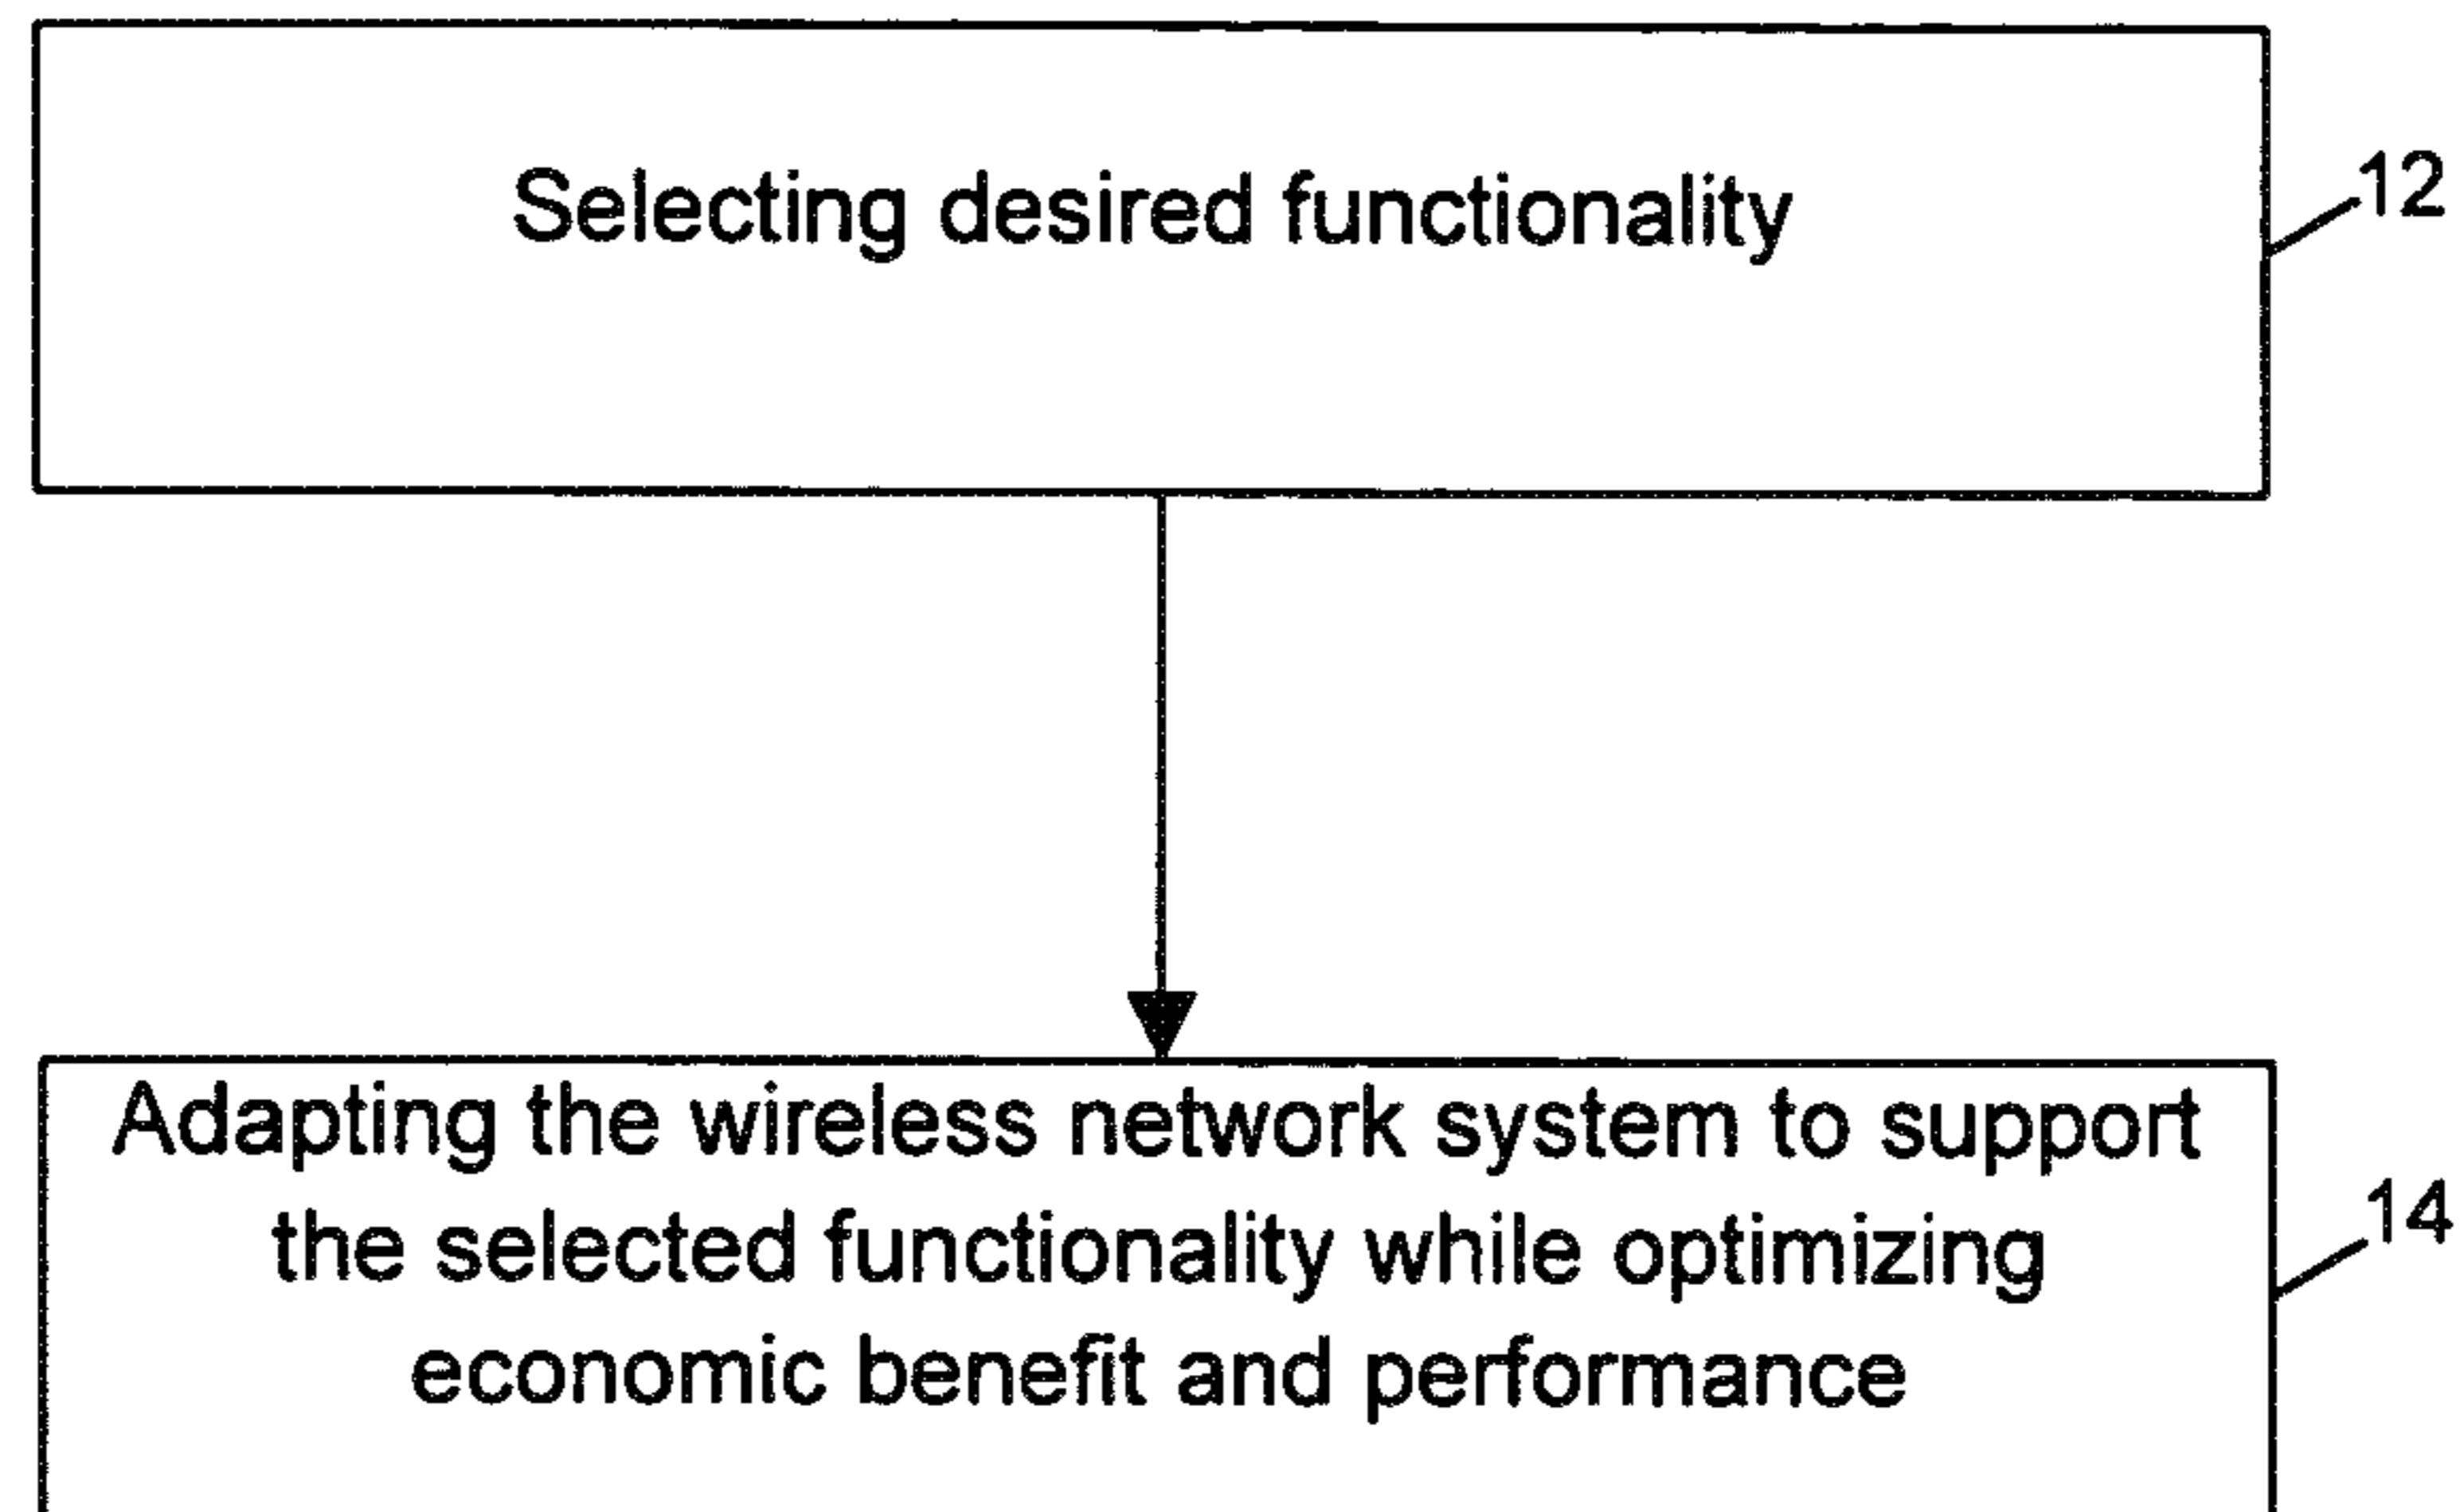 Selecting desired functionality
12
Adapting the wireless network system to support
the selected functionality while optimizing
economic benefit and performance
14